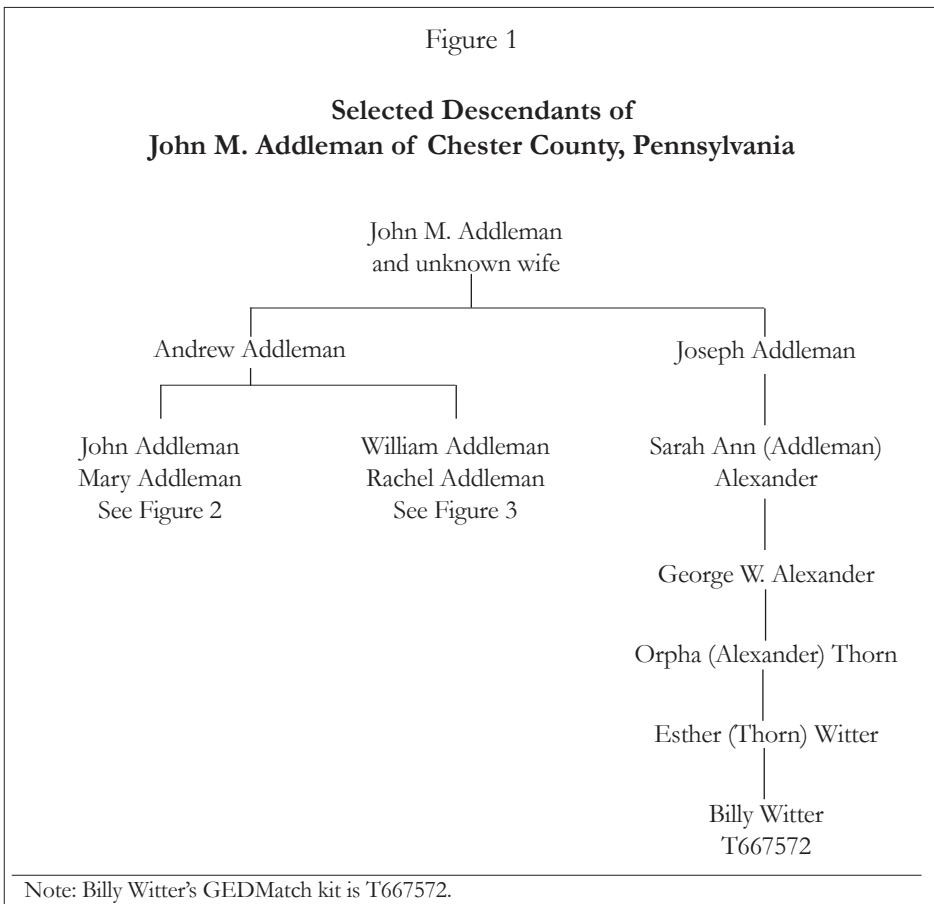 Figure 1
Selected Descendants of
John M. Addleman of Chester County, Pennsylvania
John M. Addleman
and unknown wife
Andrew Addleman
Joseph Addleman
John Addleman
Mary Addleman
See Figure 2
William Addleman
Rachel Addleman
See Figure 3
Sarah Ann (Addleman)
Alexander
George W. Alexander
Orpha (Alexander) Thorn
Esther (Thorn) Witter
Billy Witter
T667572
Note: Billy Witter’s GEDMatch kit is T667572.